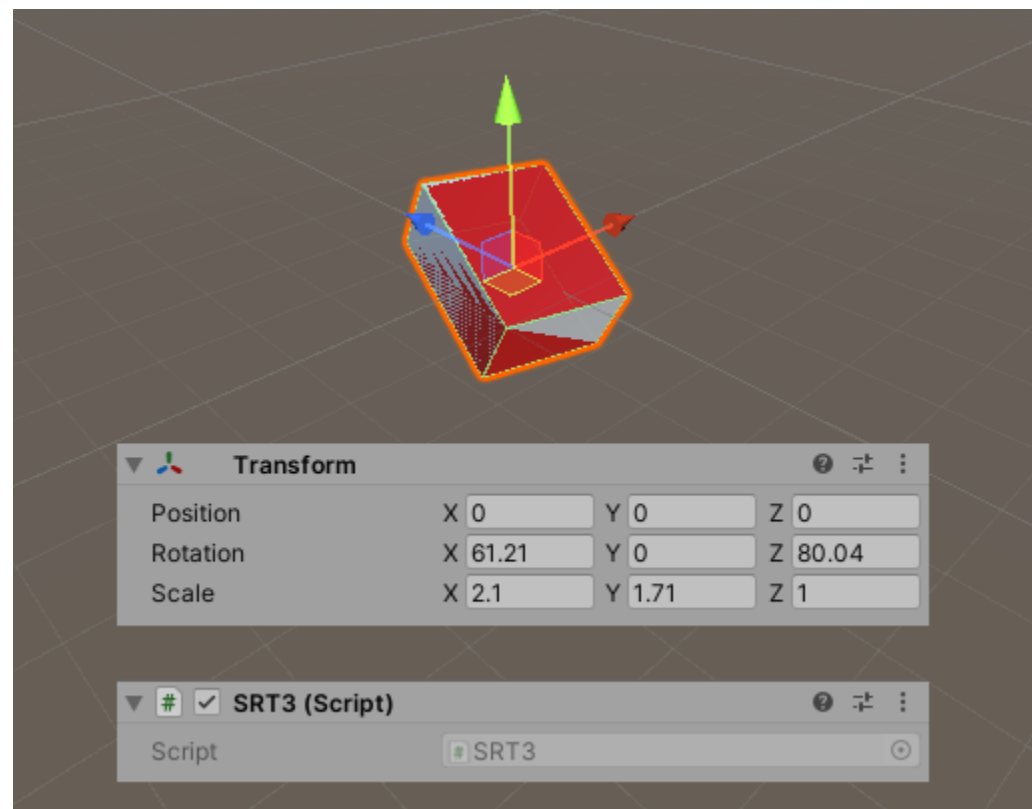 Transform
Position X 0 Y 0 Z 0
Rotation X 61.21 Y 0 Z 80.04
Scale X 2.1 Y 1.71 Z 1
# SRT3 (Script)
Script # SRT3